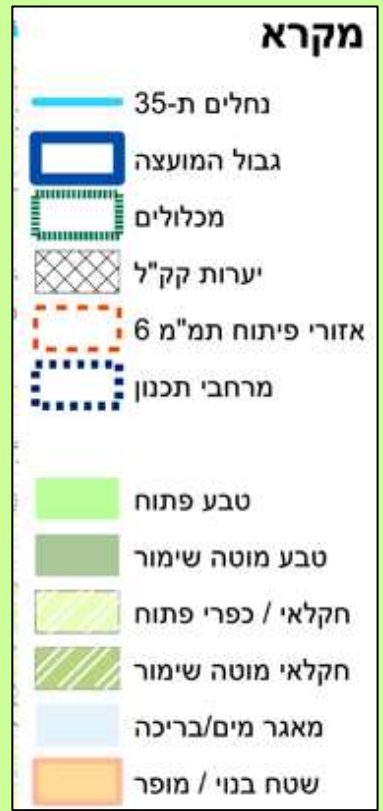 מקרא
נחלים ת-35
גבול המועצה
מכלולים
יערות קק"ל
אזורי פיתוח תמ"מ 6
מרחבי תכנון
טבע פתוח
טבע מוטה שימור
חקלאי / כפרי פתוח
חקלאי מוטה שימור
מאגר מים/בריכה
שטח בנוי / מופר